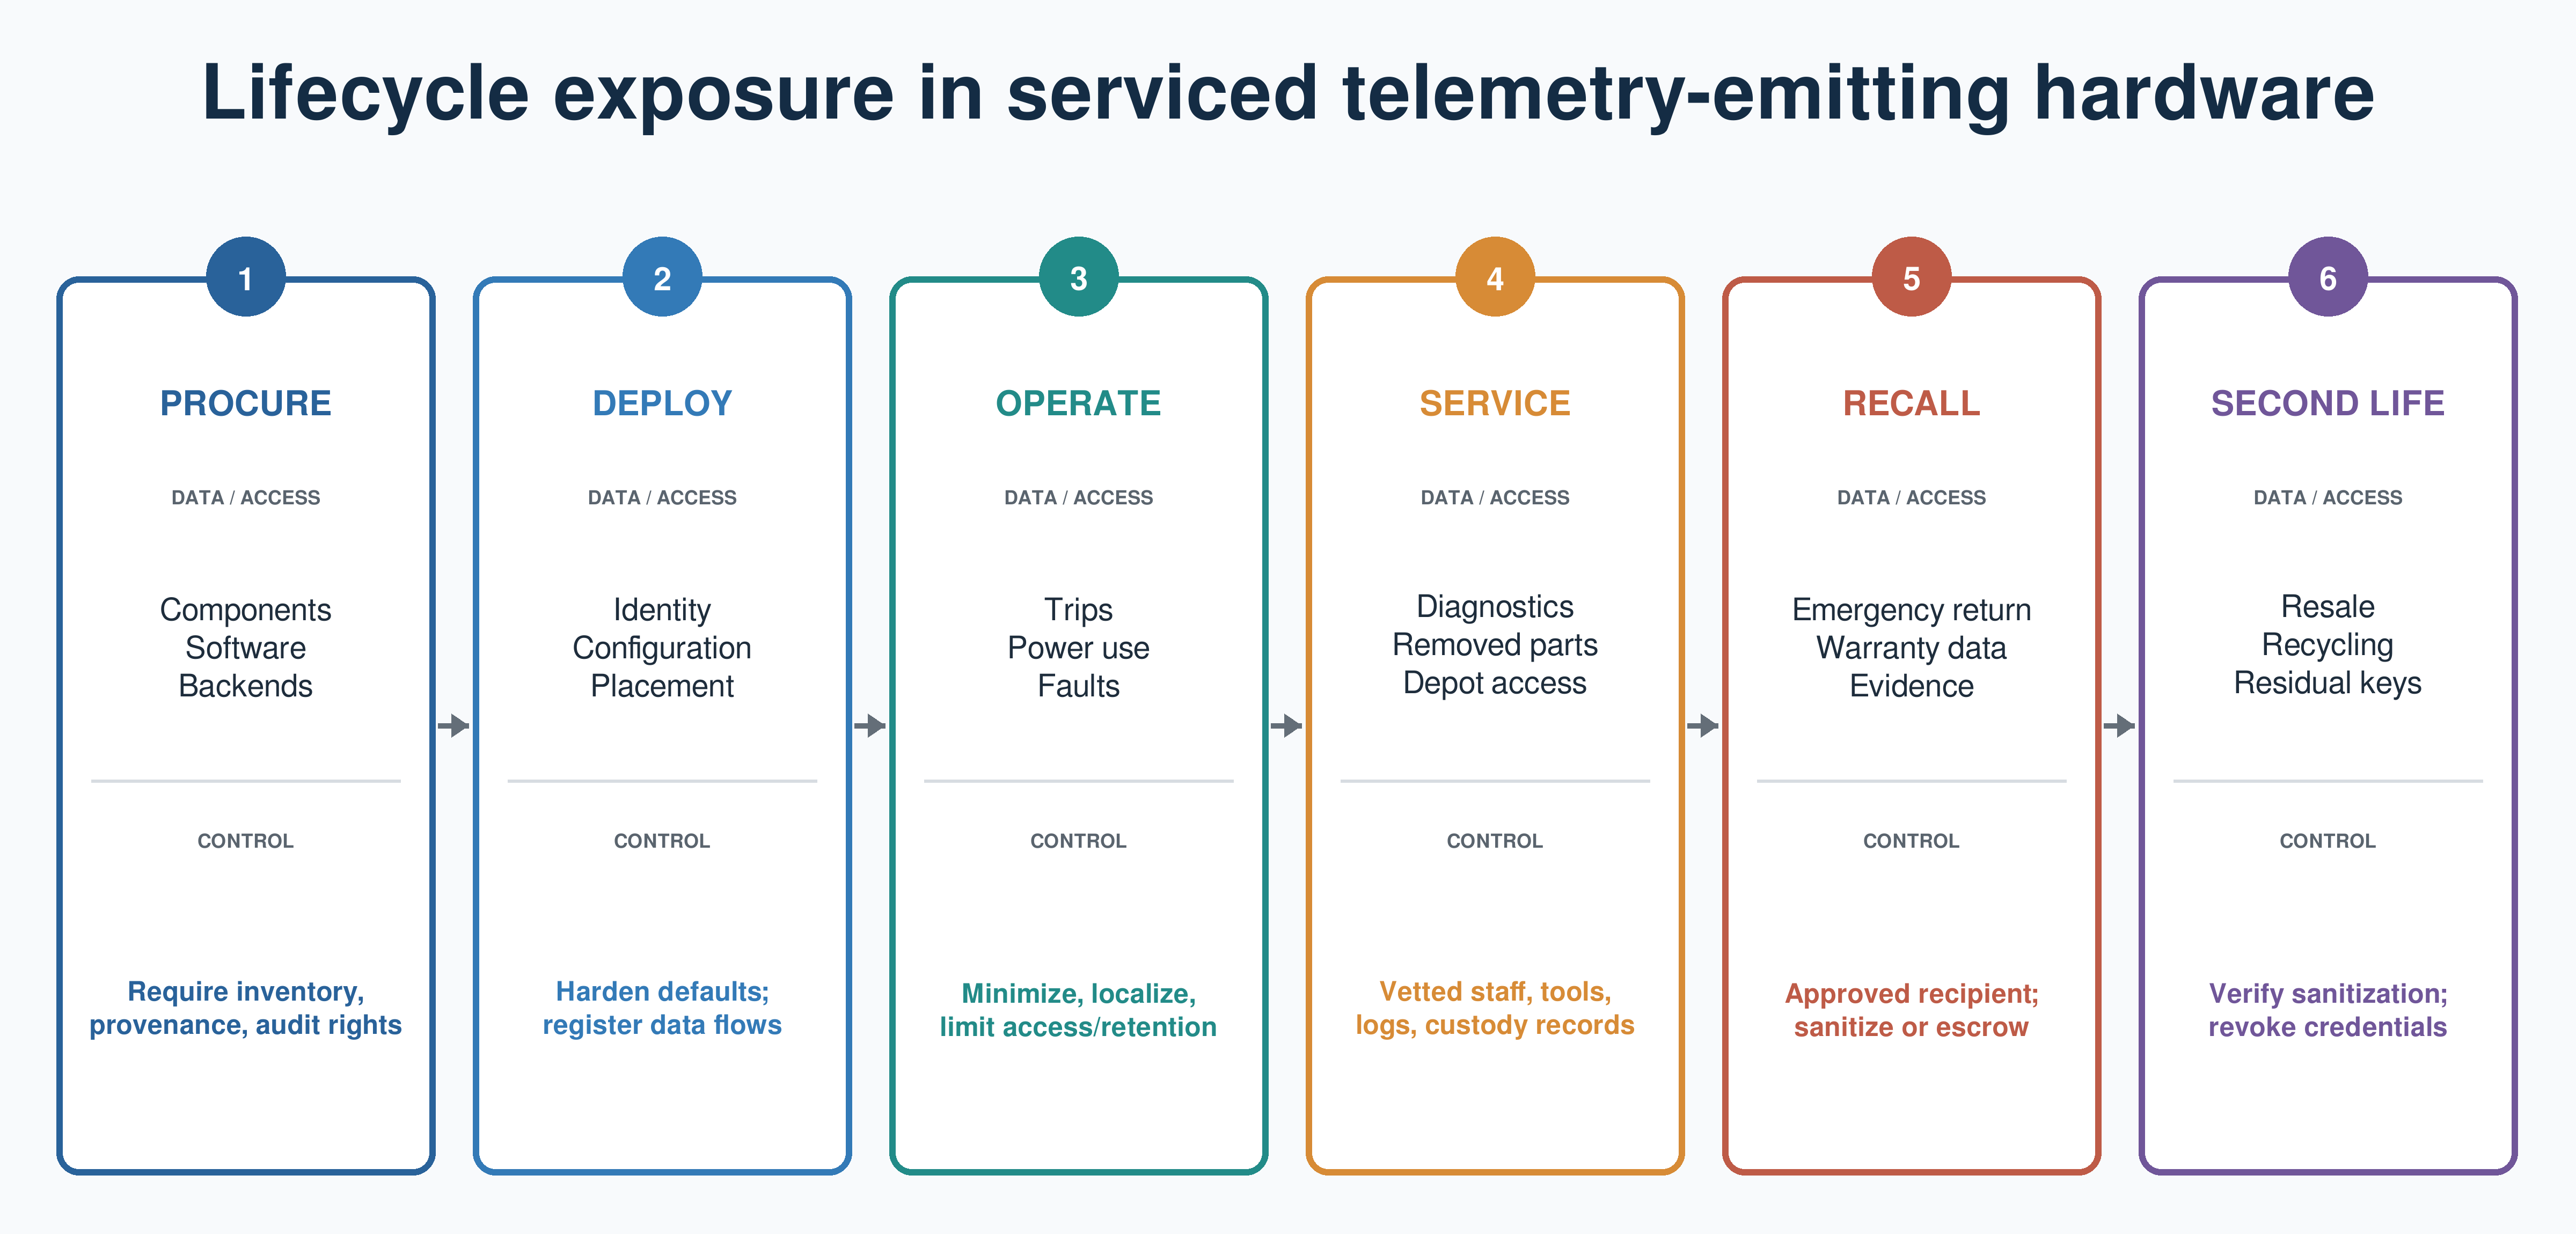 Lifecycle exposure in serviced telemetry-emitting hardware
1
PROCURE
DATA / ACCESS
Components
Software
Backends
CONTROL
Require inventory,
provenance, audit rights
2
DEPLOY
DATA / ACCESS
Identity
Configuration
Placement
CONTROL
Harden defaults;
register data flows
3
OPERATE
DATA / ACCESS
Trips
Power use
Faults
CONTROL
Minimize, localize,
limit access/retention
4
SERVICE
DATA / ACCESS
Diagnostics
Removed parts
Depot access
CONTROL
Vetted staff, tools,
logs, custody records
5
RECALL
DATA / ACCESS
Emergency return
Warranty data
Evidence
CONTROL
Approved recipient;
sanitize or escrow
6
SECOND LIFE
DATA / ACCESS
Resale
Recycling
Residual keys
CONTROL
Verify sanitization;
revoke credentials